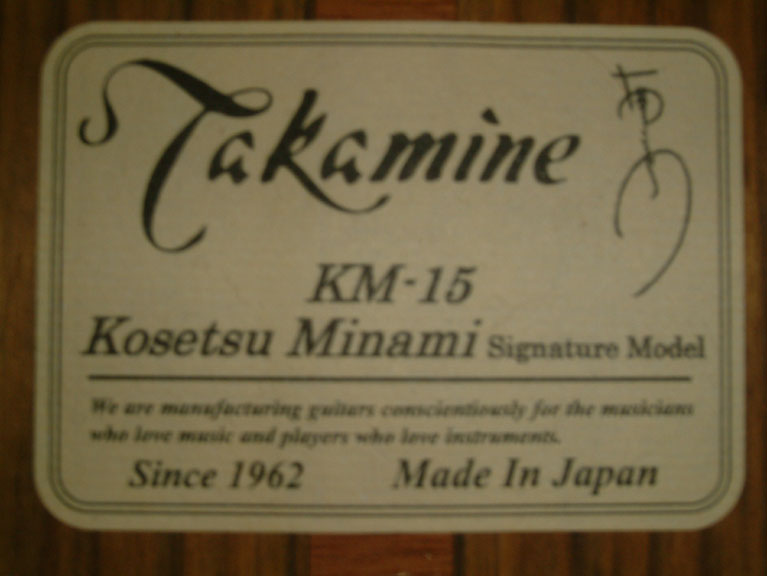 Takamine
KM-15
Kosetsu Minami Signature Model
We are manufacturing guitars conscientiously for the musicians
who love music and players who love instruments.
Since 1962 Made In Japan